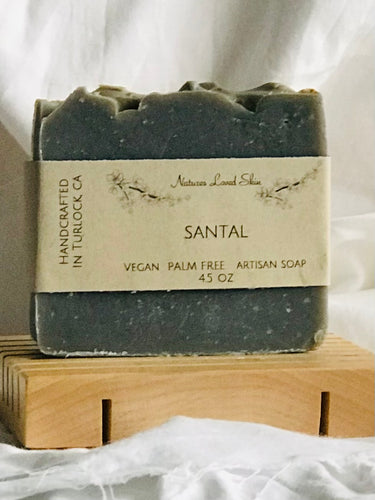 HANDCRAFTED
IN TURLOCK, CA
Natures Loved Skin
SANTAL
VEGAN PALM FREE ARTISAN SOAP
4.5 OZ